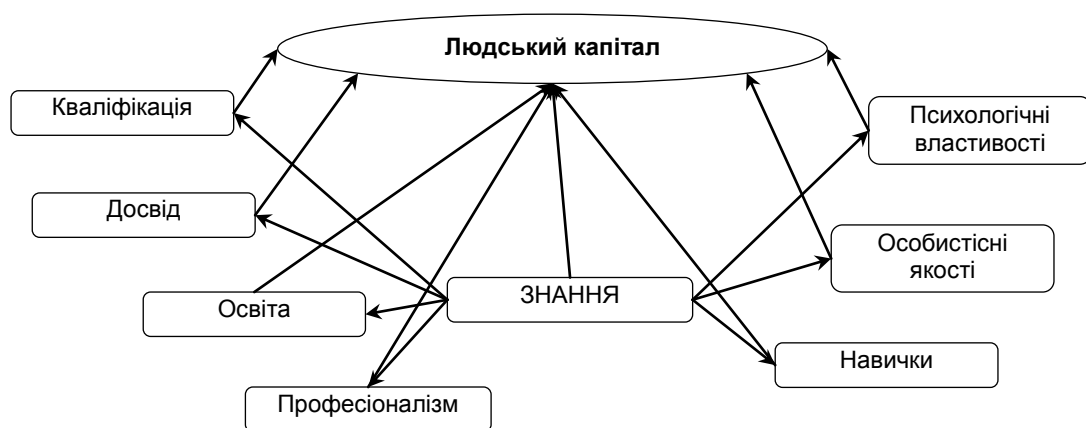 Людський капітал
Кваліфікація
Психологічні
властивості
Досвід
Особистісні
якості
ЗНАННЯ
Освіта
Навички
Професіоналізм